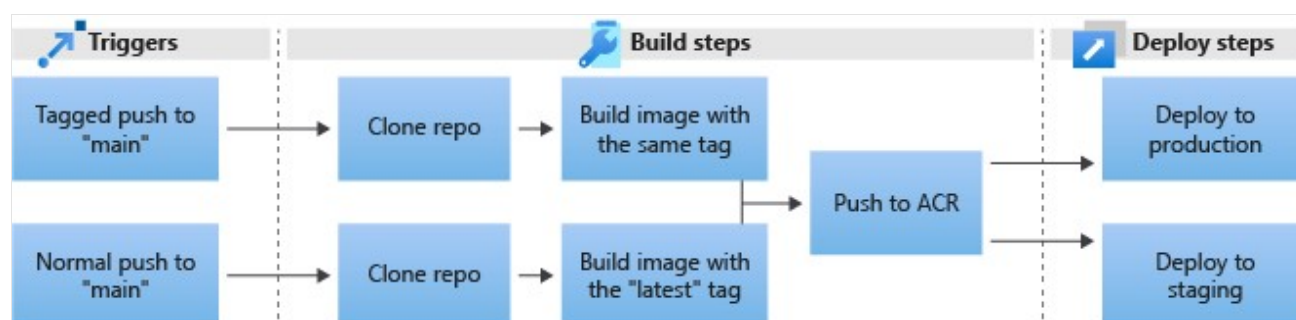 Triggers
Build steps
Deploy steps
Tagged push to
"main"
Clone repo
Build image with
the same tag
Push to ACR
Deploy to
production
Normal push to
"main"
Clone repo
Build image with
the "latest" tag
Deploy to
staging